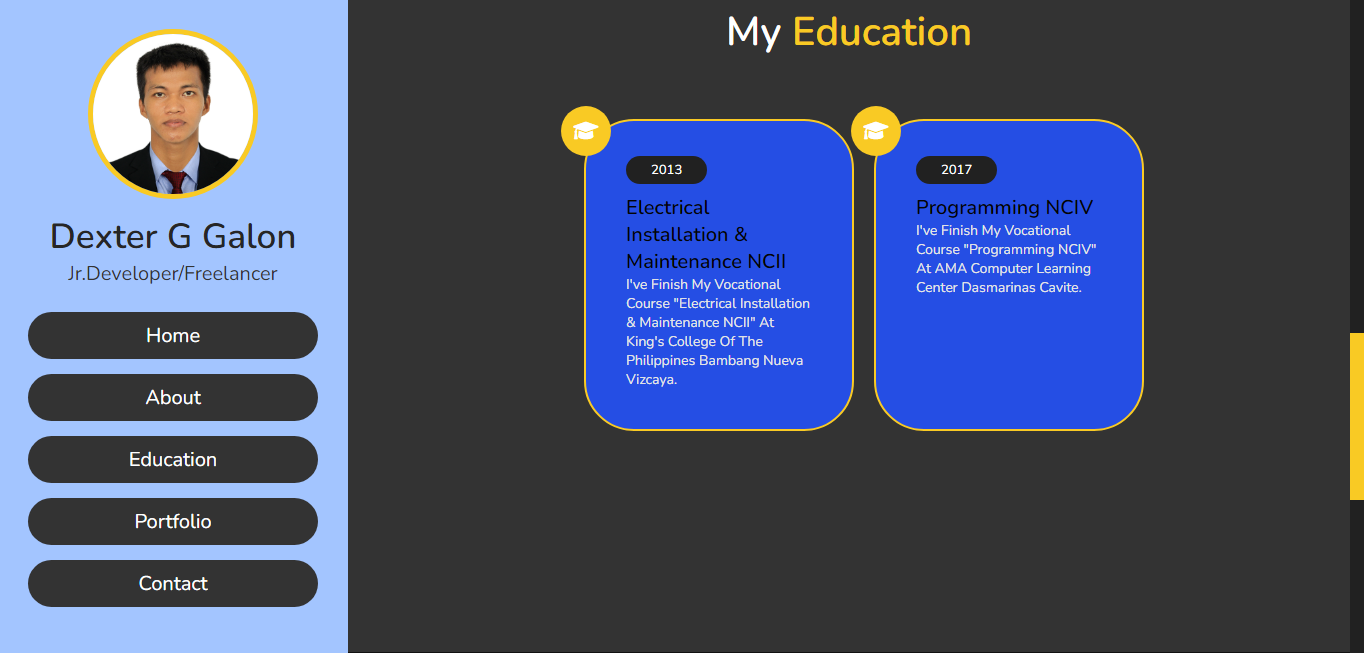 Dexter G Galon
Jr.Developer/Freelancer
Home
About
Education
Portfolio
Contact
My Education
2013
Electrical
Installation &
Maintenance NCII
I've Finish My Vocational
Course "Electrical Installation
& Maintenance NCII" At
King's College Of The
Philippines Bambang Nueva
Vizcaya.
2017
Programming NCIV
I've Finish My Vocational
Course "Programming NCIV"
At AMA Computer Learning
Center Dasmarinas Cavite.